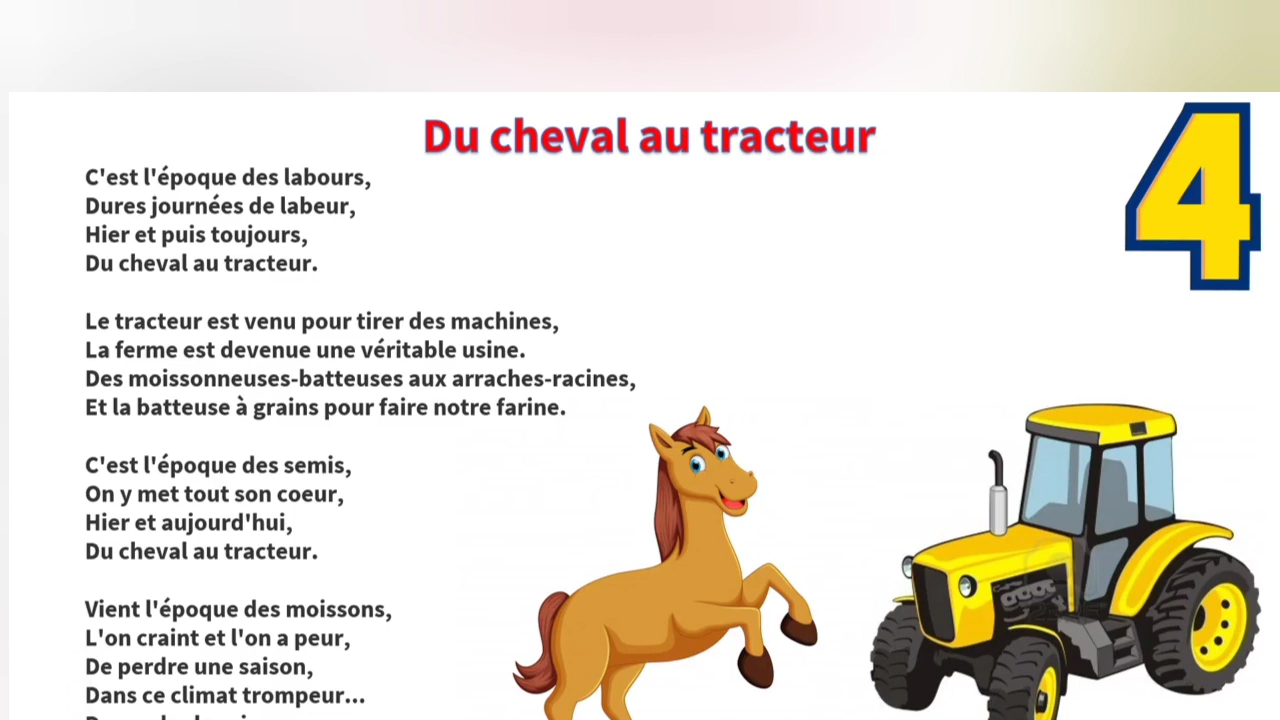 Du cheval au tracteur
4
C'est l'époque des labours,
Dures journées de labeur,
Hier et puis toujours,
Du cheval au tracteur.
Le tracteur est venu pour tirer des machines,
La ferme est devenue une véritable usine.
Des moissonneuses-batteuses aux arraches-racines,
Et la batteuse à grains pour faire notre farine.
C'est l'époque des semis,
On y met tout son coeur,
Hier et aujourd'hui,
Du cheval au tracteur.
Vient l'époque des moissons,
L'on craint et l'on a peur,
De perdre une saison,
Dans ce climat trompeur...